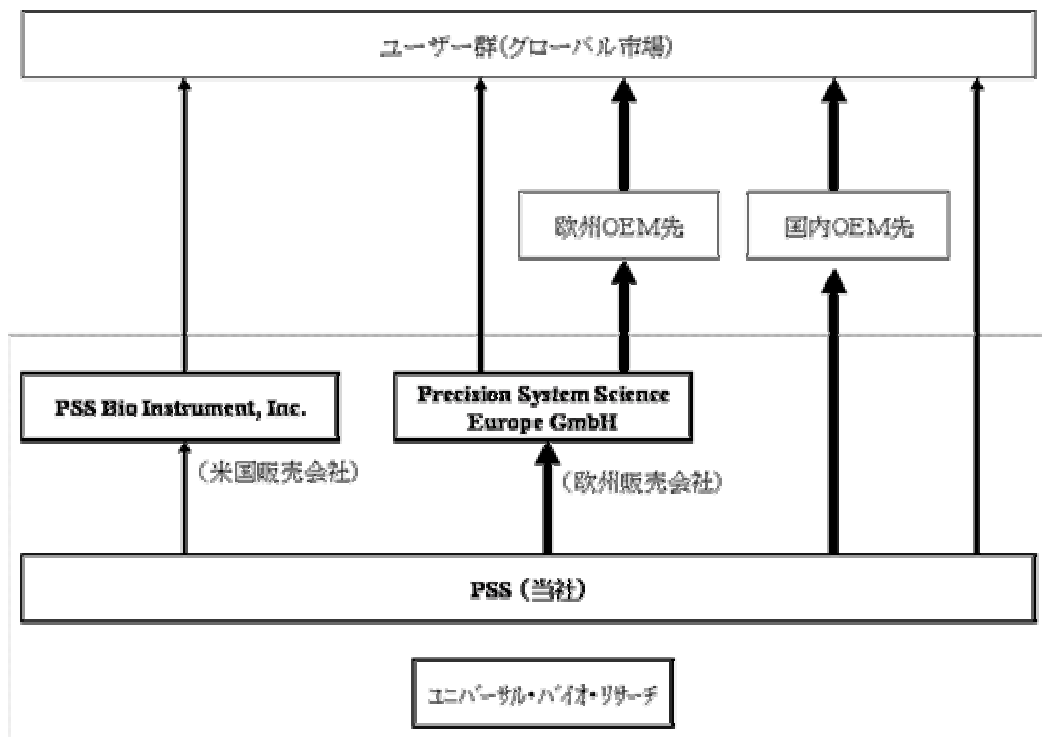 ユーザー群(グローバル市場)
欧州OEM先
国内OEM先
PSS Bio Instrument, Inc.
Precision System Science
Europe GmbH
(米国販売会社)
(欧州販売会社)
PSS(当社)
ユニバーサル・バイオ・リサーチ